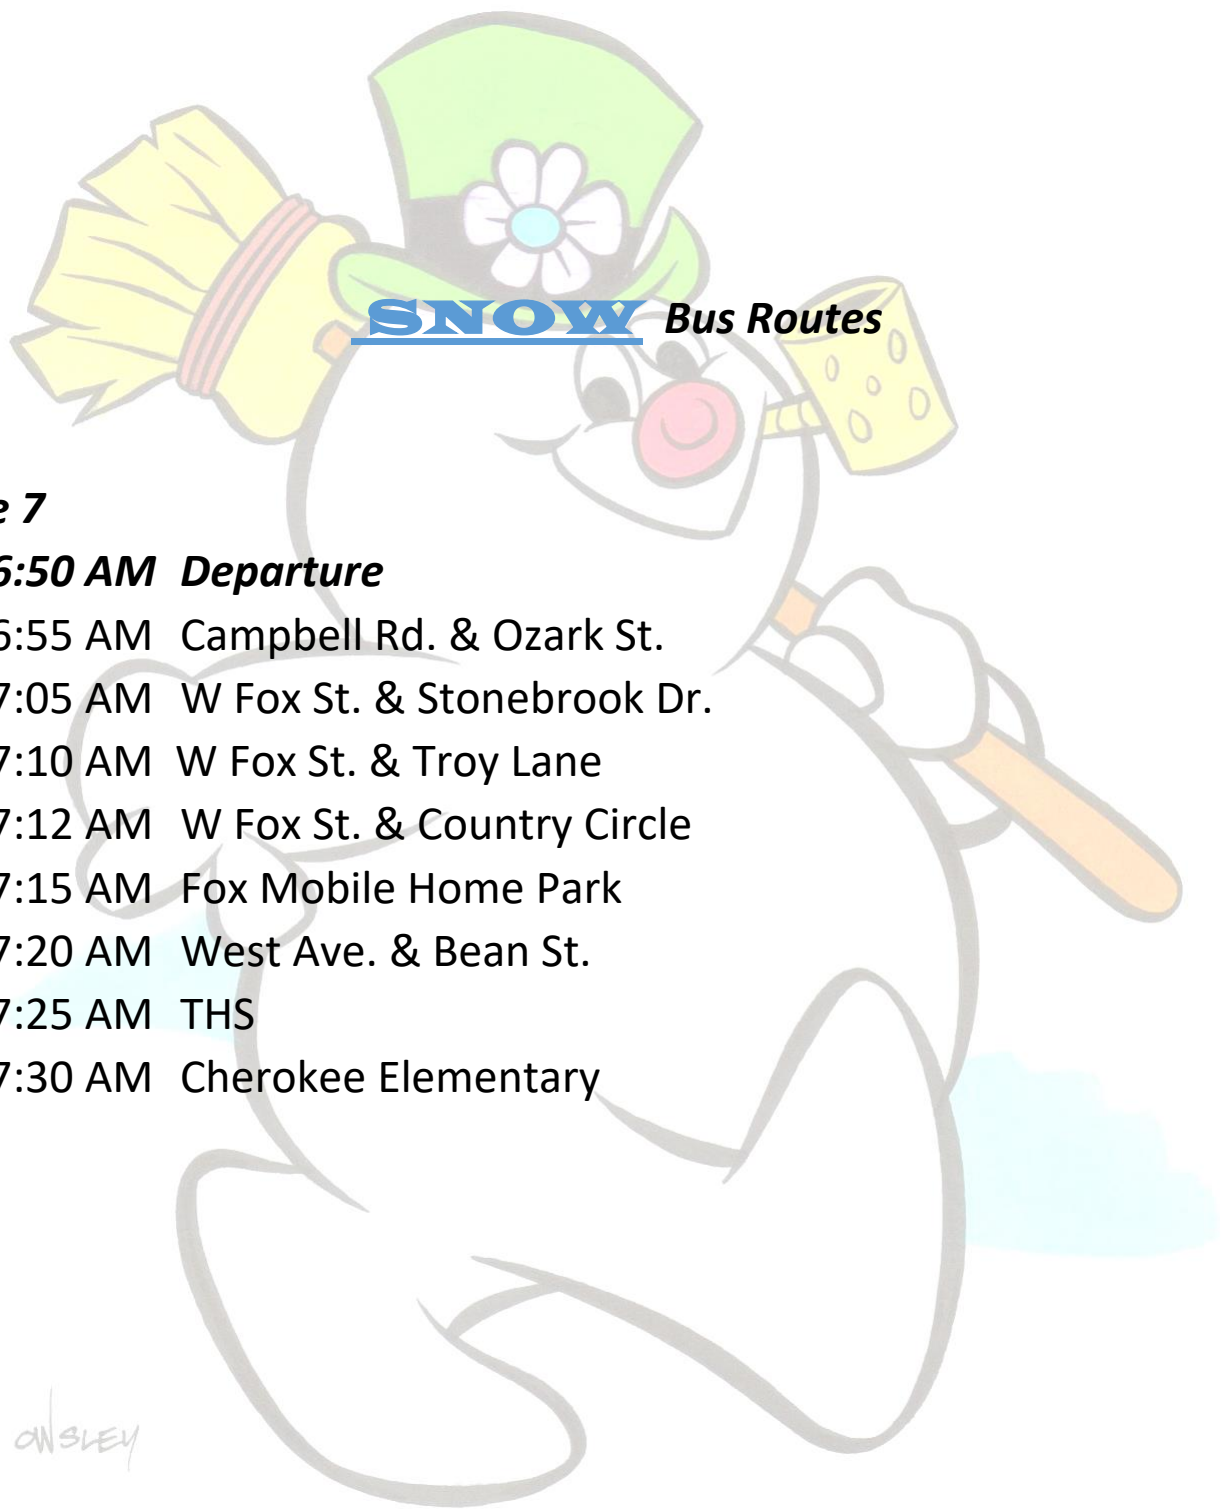 SNOW Bus Routes
e 7
6:50 AM Departure
6:55 AM Campbell Rd. & Ozark St.
7:05 AM W Fox St. & Stonebrook Dr.
7:10 AM W Fox St. & Troy Lane
7:12 AM W Fox St. & Country Circle
7:15 AM Fox Mobile Home Park
7:20 AM West Ave. & Bean St.
7:25 AM THS
7:30 AM Cherokee Elementary
OWSLEY